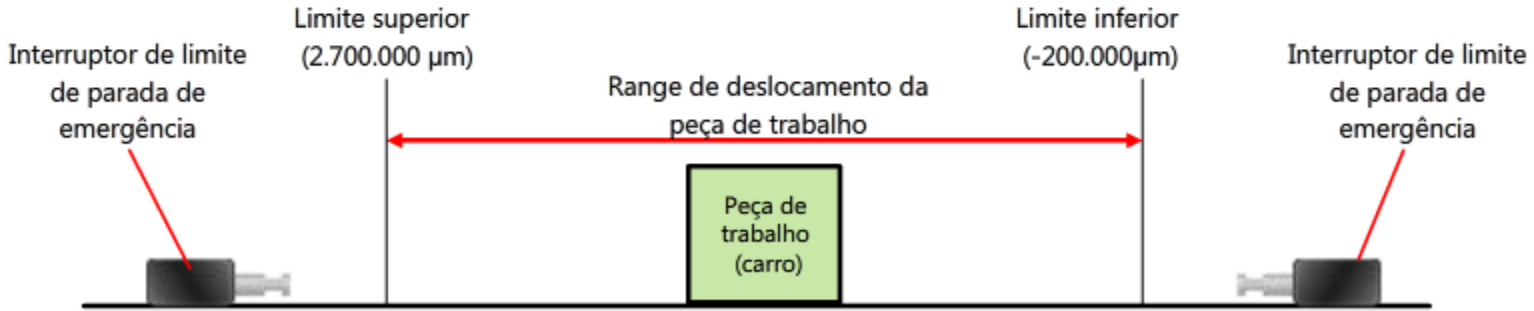 Limite superior
(2.700.000 µm)
Limite inferior
(-200.000µm)
Interruptor de limite
de parada de
emergência
Range de deslocamento da
peça de trabalho
Interruptor de limite
de parada de
emergência
Peça de
trabalho
(carro)